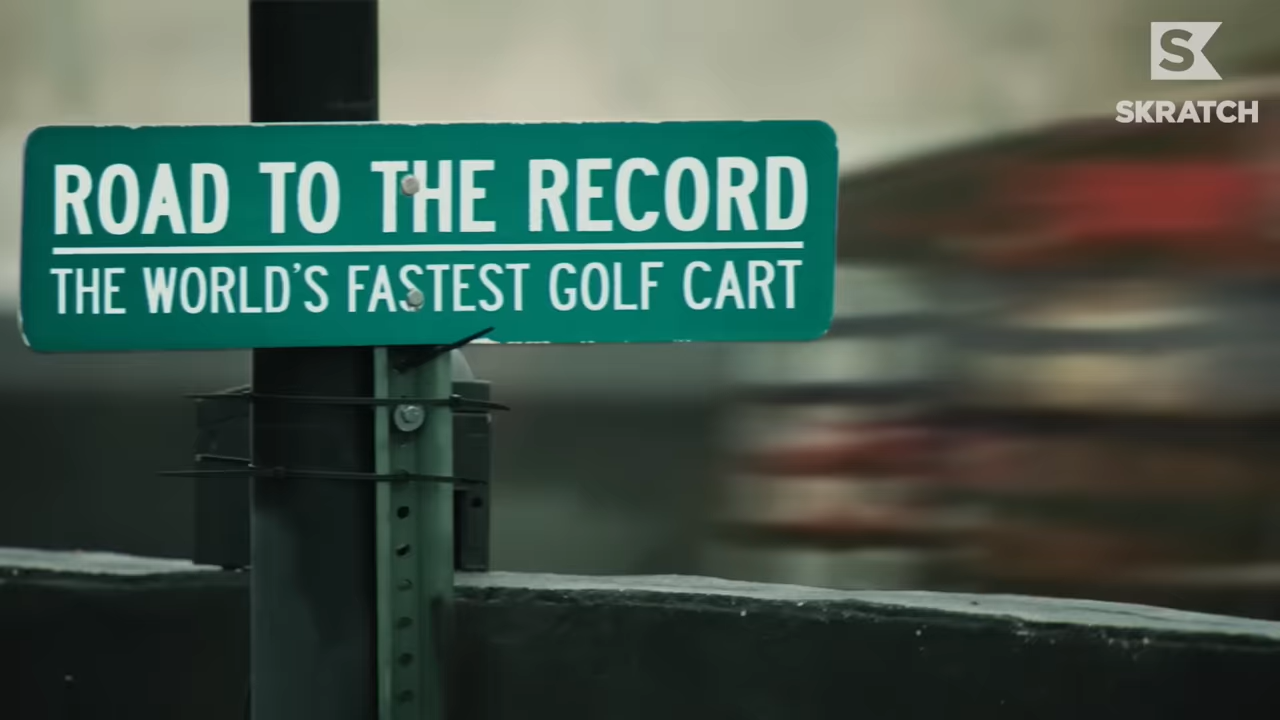 ROAD TO THE RECORD
THE WORLD'S FASTEST GOLF CART
S
SKRATCH